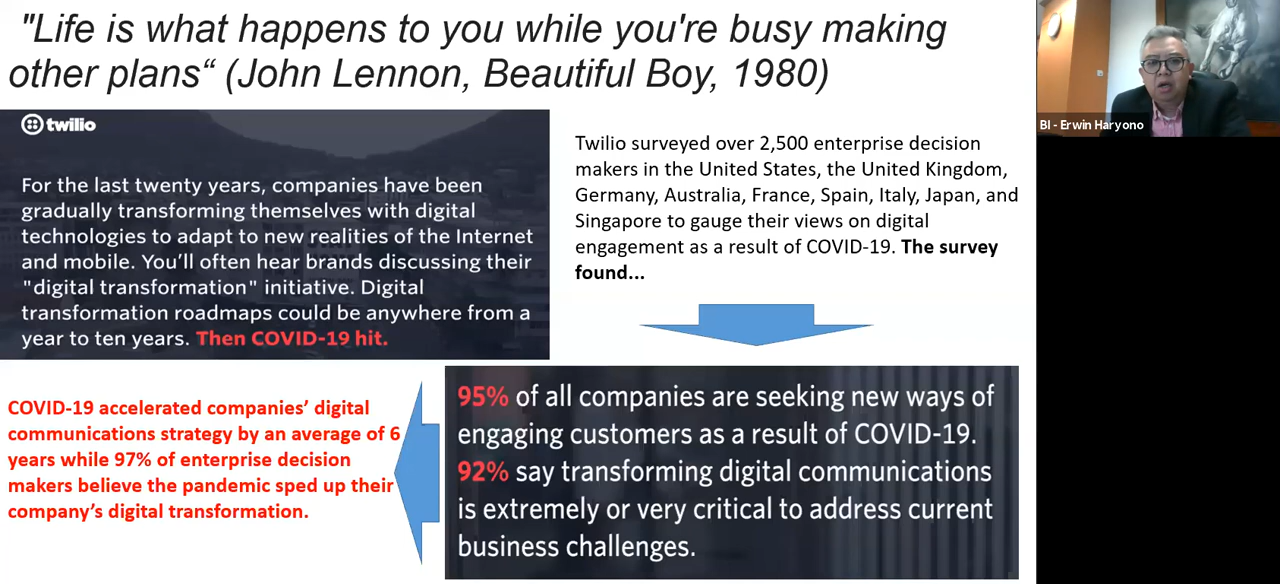 "Life is what happens to you while you're busy making
other plans“ (John Lennon, Beautiful Boy, 1980)
twilio
For the last twenty years, companies have been
gradually transforming themselves with digital
technologies to adapt to new realities of the Internet
and mobile. You’ll often hear brands discussing their
"digital transformation" initiative. Digital
transformation roadmaps could be anywhere from a
year to ten years. Then COVID-19 hit.
Twilio surveyed over 2,500 enterprise decision
makers in the United States, the United Kingdom,
Germany, Australia, France, Spain, Italy, Japan, and
Singapore to gauge their views on digital
engagement as a result of COVID-19. The survey
found...
95% of all companies are seeking new ways of
engaging customers as a result of COVID-19.
92% say transforming digital communications
is extremely or very critical to address current
business challenges.
COVID-19 accelerated companies’ digital
communications strategy by an average of 6
years while 97% of enterprise decision
makers believe the pandemic sped up their
company’s digital transformation.
BI - Erwin Haryono